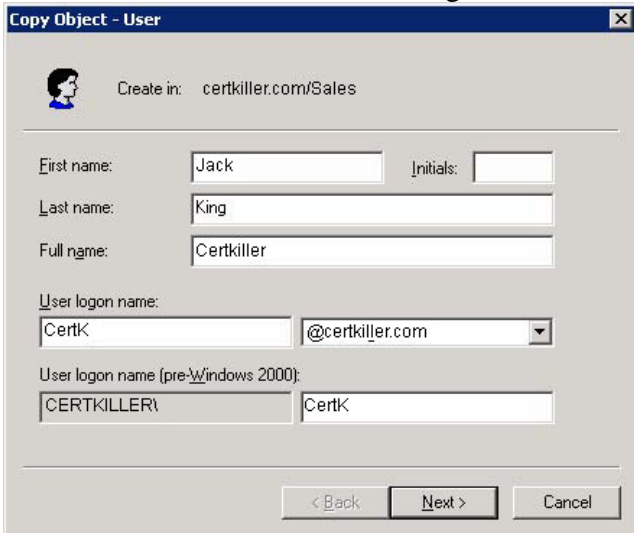 Copy Object - User
Create in: certkiller.com/Sales
First name: Jack Initials:
Last name: King
Full name: Certkiller
User logon name:
CertK @certkiller.com
User logon name (pre-Windows 2000):
CERTKILLER\ CertK
< Back Next > Cancel